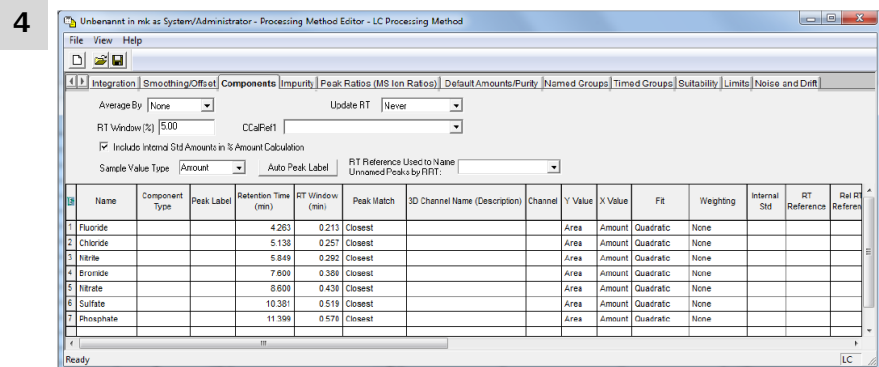 4
Unbenannt in mk as System/Administrator - Processing Method Editor - LC Processing Method
File View Help
Integration Smoothing/Offset Components Impurity Peak Ratios (MS Ion Ratios) Default Amounts/Purity Named Groups Timed Groups Suitability Limits Noise and Drift
Average By None Update RT Never
RT Window (%) 5.00 CCalRef1
Include Internal Std Amounts in % Amount Calculation
Sample Value Type Amount Auto Peak Label RT Reference Used to Name
Unnamed Peaks by RRT:
Name Component Type Peak Label Retention Time (min) RT Window (min) Peak Match 3D Channel Name (Description) Channel Y Value X Value Fit Weighting Internal Std RT Reference Rel RT Referen
1 Fluoride 4.263 0.213 Closest Area Amount Quadratic None
2 Chloride 5.138 0.257 Closest Area Amount Quadratic None
3 Nitrite 5.849 0.292 Closest Area Amount Quadratic None
4 Bromide 7.600 0.380 Closest Area Amount Quadratic None
5 Nitrate 8.600 0.430 Closest Area Amount Quadratic None
6 Sulfate 10.381 0.519 Closest Area Amount Quadratic None
7 Phosphate 11.399 0.570 Closest Area Amount Quadratic None
Ready LC